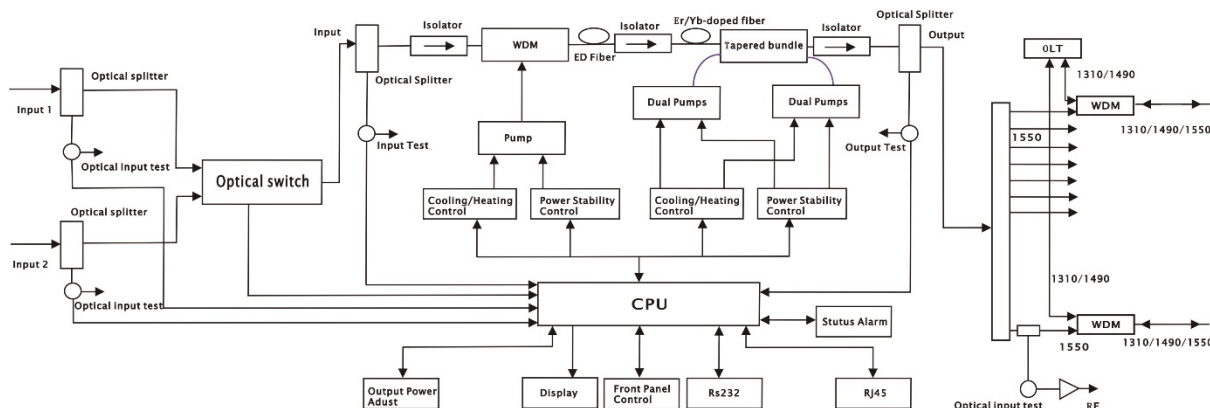 Input 1
Optical splitter
Optical input test
Input 2
Optical splitter
Optical input test
Optical switch
Input
Optical Splitter
Input Test
Isolator
WDM
ED Fiber
Isolator
Er/Yb-doped fiber
Tapered bundle
Isolator
Optical Splitter
Output
Pump
Dual Pumps
Dual Pumps
Output Test
Cooling/Heating
Control
Power Stability
Control
Cooling/Heating
Control
Power Stability
Control
CPU
Stutus Alarm
Output Power
Adust
Display
Front Panel
Control
Rs232
RJ45
OLT
1310/1490
WDM
1310/1490/1550
1550
1310/1490
WDM
1310/1490/1550
1550
Optical input test
RF